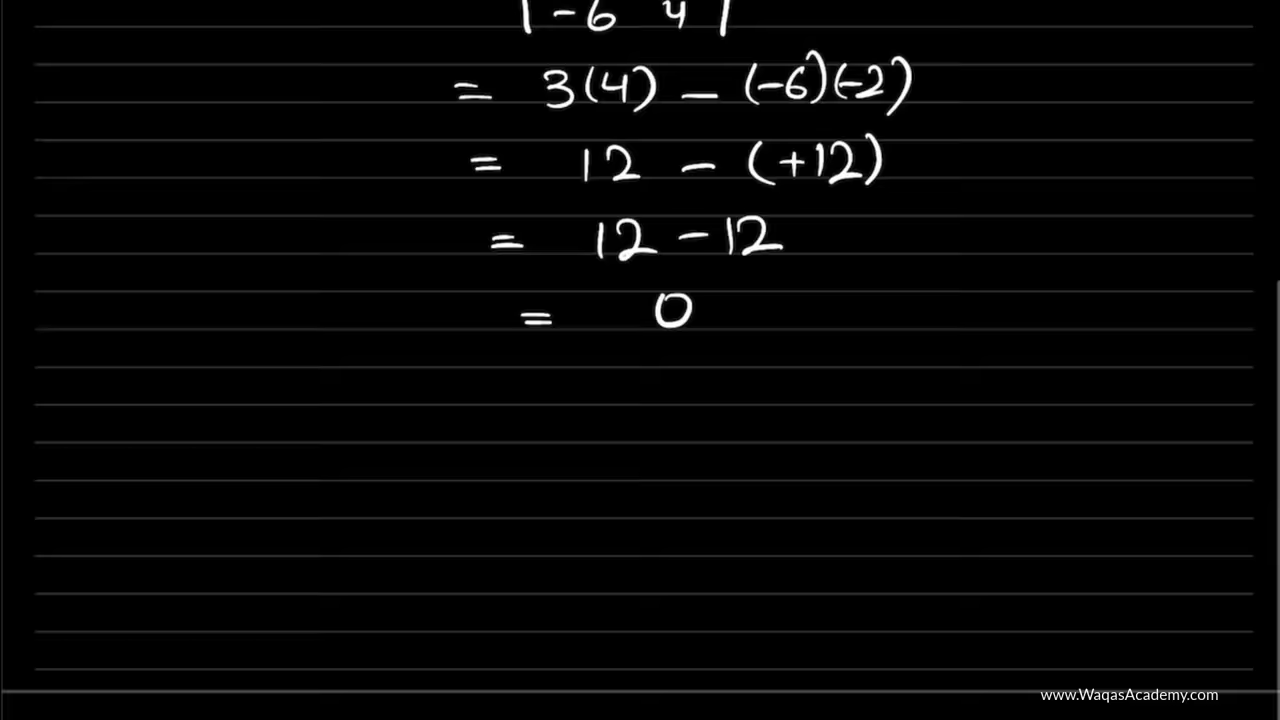 | -6 4 |
= 3(4) - (-6)(-2)
= 12 - (+12)
= 12 - 12
= 0
www.WaqasAcademy.com